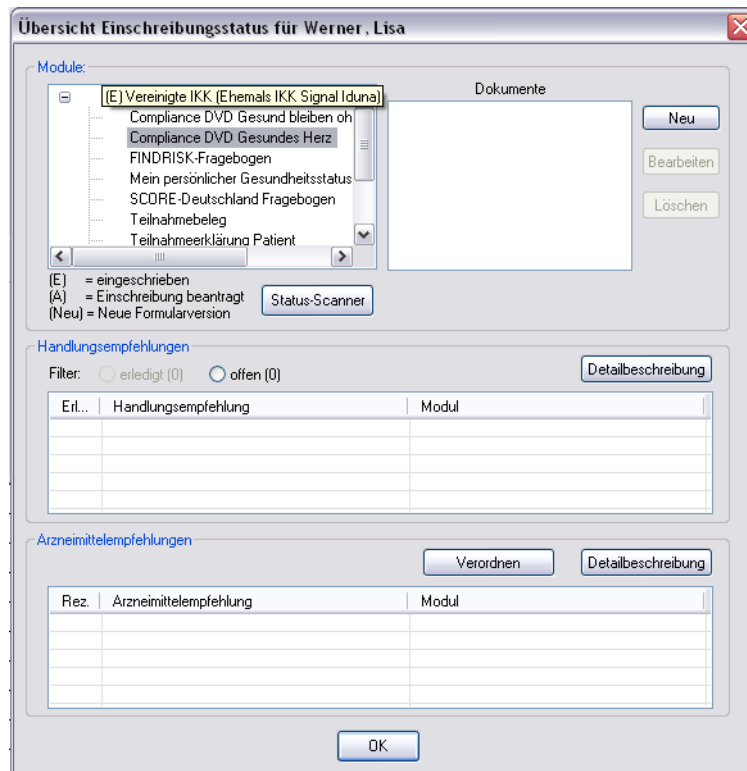 Übersicht Einschreibungsstatus für Werner, Lisa
Module:
Dokumente
(E) Vereinigte IKK (Ehemals IKK Signal Iduna)
Compliance DVD Gesund bleiben oh
Compliance DVD Gesundes Herz
FINDRISK-Fragebogen
Mein persönlicher Gesundheitsstatus
SCORE-Deutschland Fragebogen
Teilnahmebeleg
Teilnahmeerklärung Patient
Neu
Bearbeiten
Löschen
(E) = eingeschrieben
(A) = Einschreibung beantragt
(Neu) = Neue Formularversion
Status-Scanner
Handlungsempfehlungen
Filter: erledigt (0) offen (0) Detailbeschreibung
Erl... Handlungsempfehlung Modul
Arzneimittelempfehlungen
Verordnen Detailbeschreibung
Rez. Arzneimittelempfehlung Modul
OK